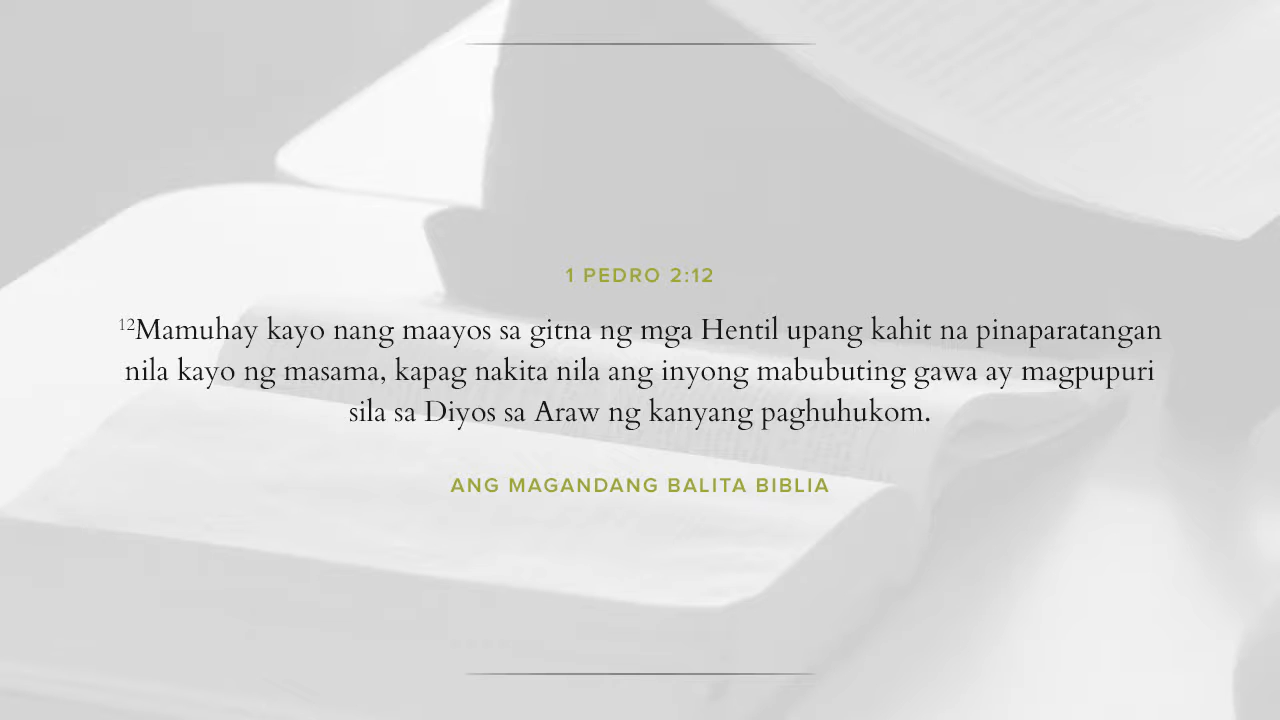 1 PEDRO 2:12
12Mamuhay kayo nang maayos sa gitna ng mga Hentil upang kahit na pinaparatangan
nila kayo ng masama, kapag nakita nila ang inyong mabubuting gawa ay magpupuri
sila sa Diyos sa Araw ng kanyang paghuhukom.
ANG MAGANDANG BALITA BIBLIA